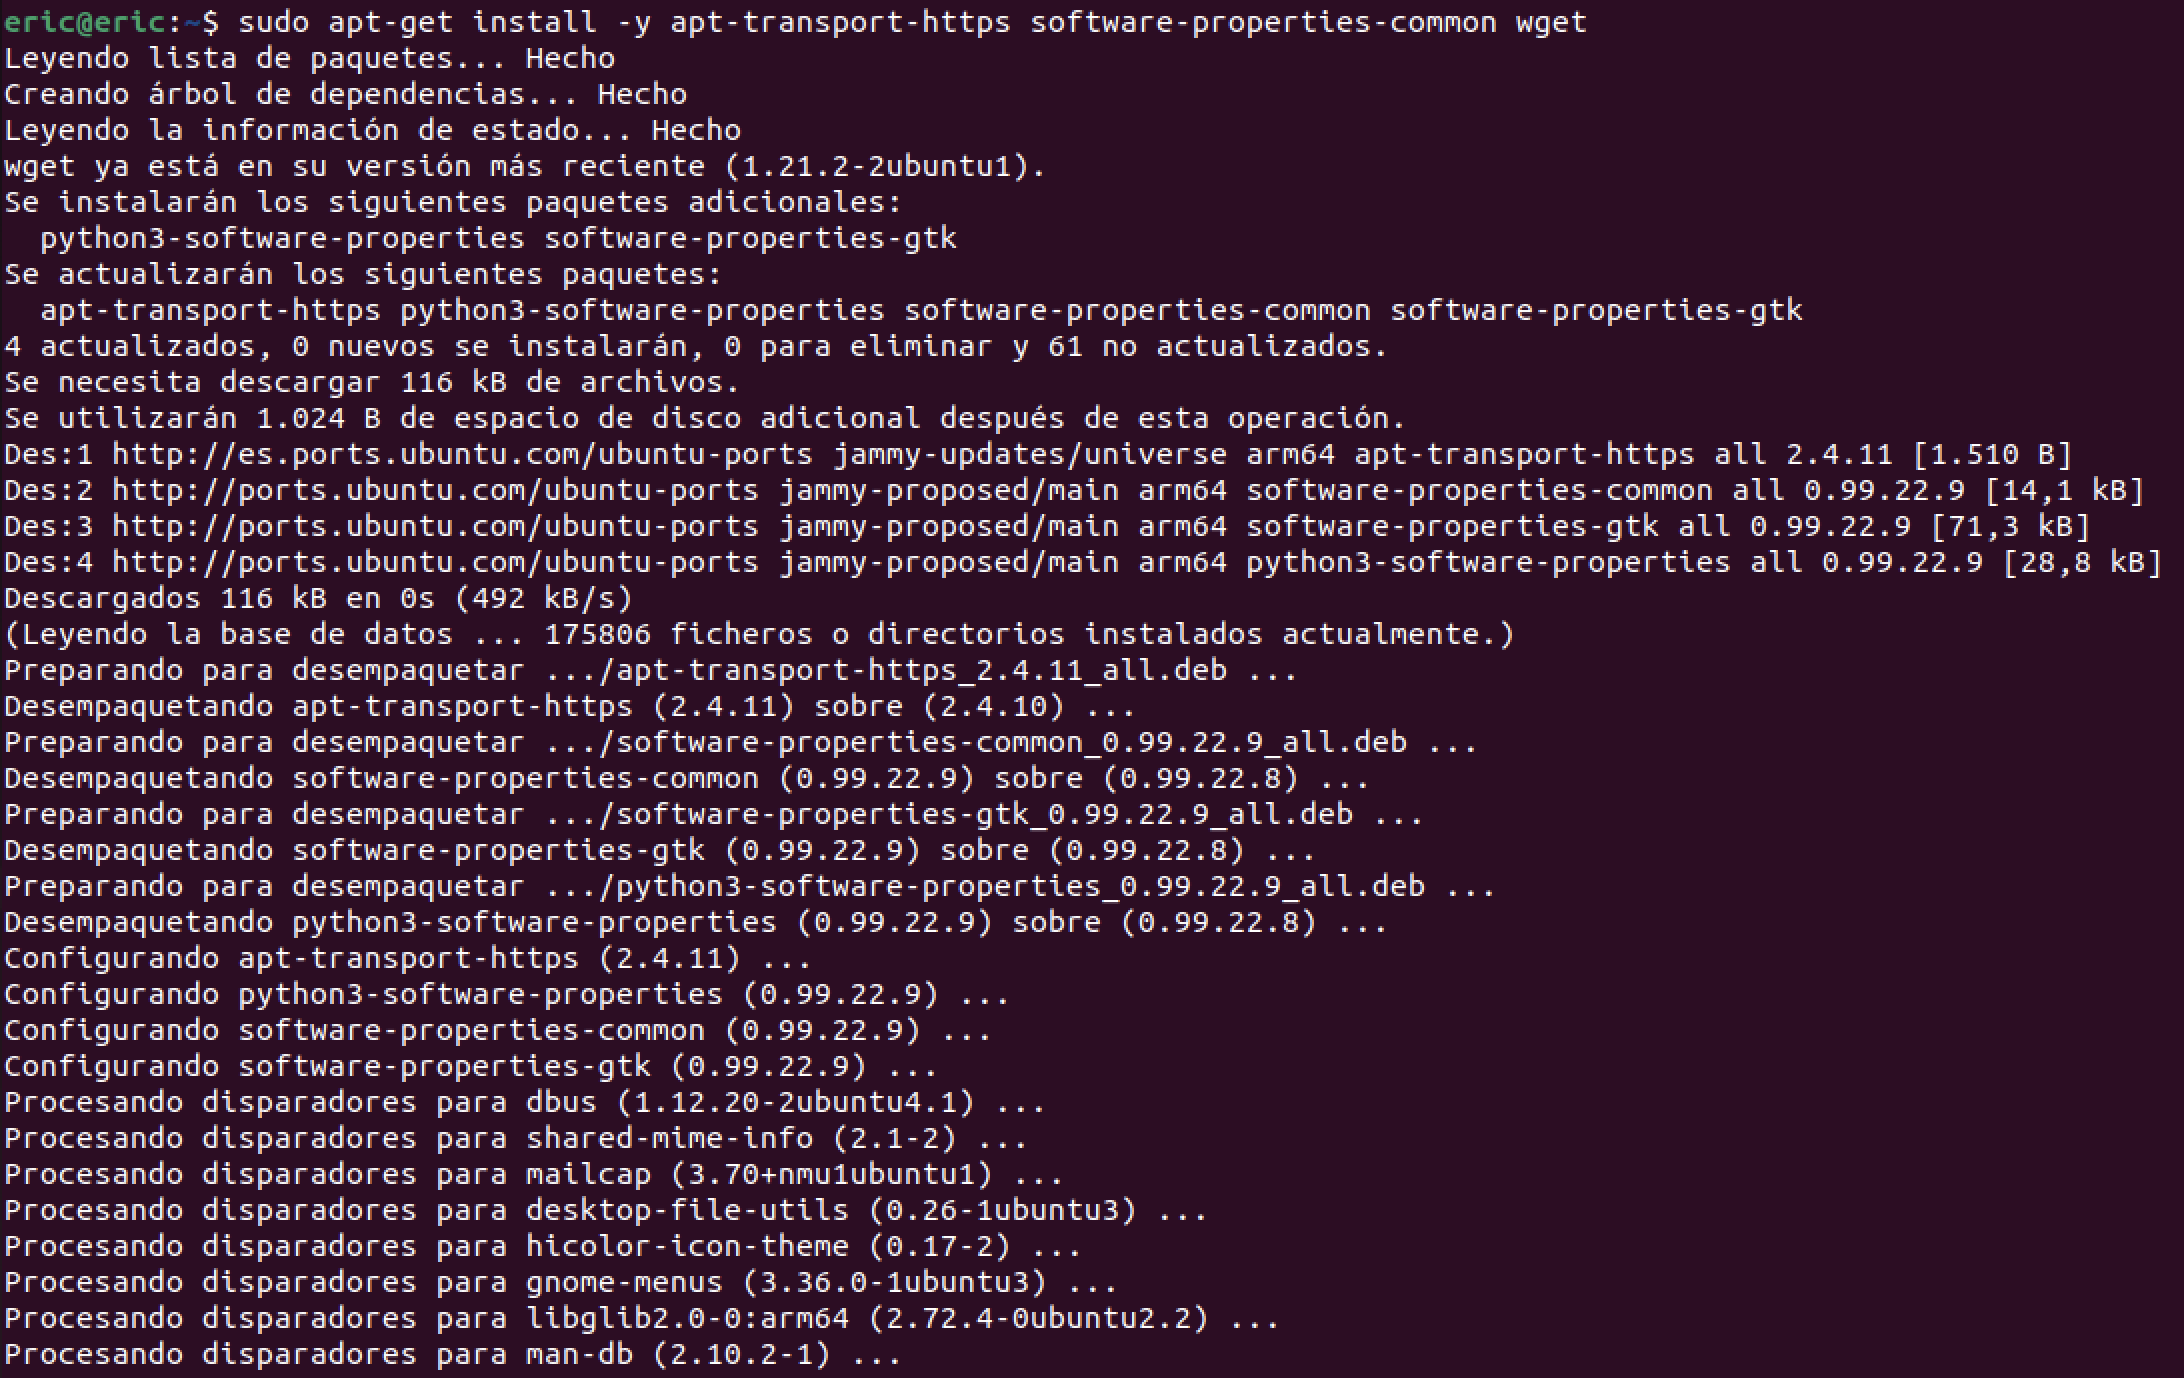 eric@eric:~$ sudo apt-get install -y apt-transport-https software-properties-common wget
Leyendo lista de paquetes... Hecho
Creando árbol de dependencias... Hecho
Leyendo la información de estado... Hecho
wget ya está en su versión más reciente (1.21.2-2ubuntu1).
Se instalarán los siguientes paquetes adicionales:
  python3-software-properties software-properties-gtk
Se actualizarán los siguientes paquetes:
  apt-transport-https python3-software-properties software-properties-common software-properties-gtk
4 actualizados, 0 nuevos se instalarán, 0 para eliminar y 61 no actualizados.
Se necesita descargar 116 kB de archivos.
Se utilizarán 1.024 B de espacio de disco adicional después de esta operación.
Des:1 http://es.ports.ubuntu.com/ubuntu-ports jammy-updates/universe arm64 apt-transport-https all 2.4.11 [1.510 B]
Des:2 http://ports.ubuntu.com/ubuntu-ports jammy-proposed/main arm64 software-properties-common all 0.99.22.9 [14,1 kB]
Des:3 http://ports.ubuntu.com/ubuntu-ports jammy-proposed/main arm64 software-properties-gtk all 0.99.22.9 [71,3 kB]
Des:4 http://ports.ubuntu.com/ubuntu-ports jammy-proposed/main arm64 python3-software-properties all 0.99.22.9 [28,8 kB]
Descargados 116 kB en 0s (492 kB/s)
(Leyendo la base de datos ... 175806 ficheros o directorios instalados actualmente.)
Preparando para desempaquetar .../apt-transport-https_2.4.11_all.deb ...
Desempaquetando apt-transport-https (2.4.11) sobre (2.4.10) ...
Preparando para desempaquetar .../software-properties-common_0.99.22.9_all.deb ...
Desempaquetando software-properties-common (0.99.22.9) sobre (0.99.22.8) ...
Preparando para desempaquetar .../software-properties-gtk_0.99.22.9_all.deb ...
Desempaquetando software-properties-gtk (0.99.22.9) sobre (0.99.22.8) ...
Preparando para desempaquetar .../python3-software-properties_0.99.22.9_all.deb ...
Desempaquetando python3-software-properties (0.99.22.9) sobre (0.99.22.8) ...
Configurando apt-transport-https (2.4.11) ...
Configurando python3-software-properties (0.99.22.9) ...
Configurando software-properties-common (0.99.22.9) ...
Configurando software-properties-gtk (0.99.22.9) ...
Procesando disparadores para dbus (1.12.20-2ubuntu4.1) ...
Procesando disparadores para shared-mime-info (2.1-2) ...
Procesando disparadores para mailcap (3.70+nmu1ubuntu1) ...
Procesando disparadores para desktop-file-utils (0.26-1ubuntu3) ...
Procesando disparadores para hicolor-icon-theme (0.17-2) ...
Procesando disparadores para gnome-menus (3.36.0-1ubuntu3) ...
Procesando disparadores para libglib2.0-0:arm64 (2.72.4-0ubuntu2.2) ...
Procesando disparadores para man-db (2.10.2-1) ...